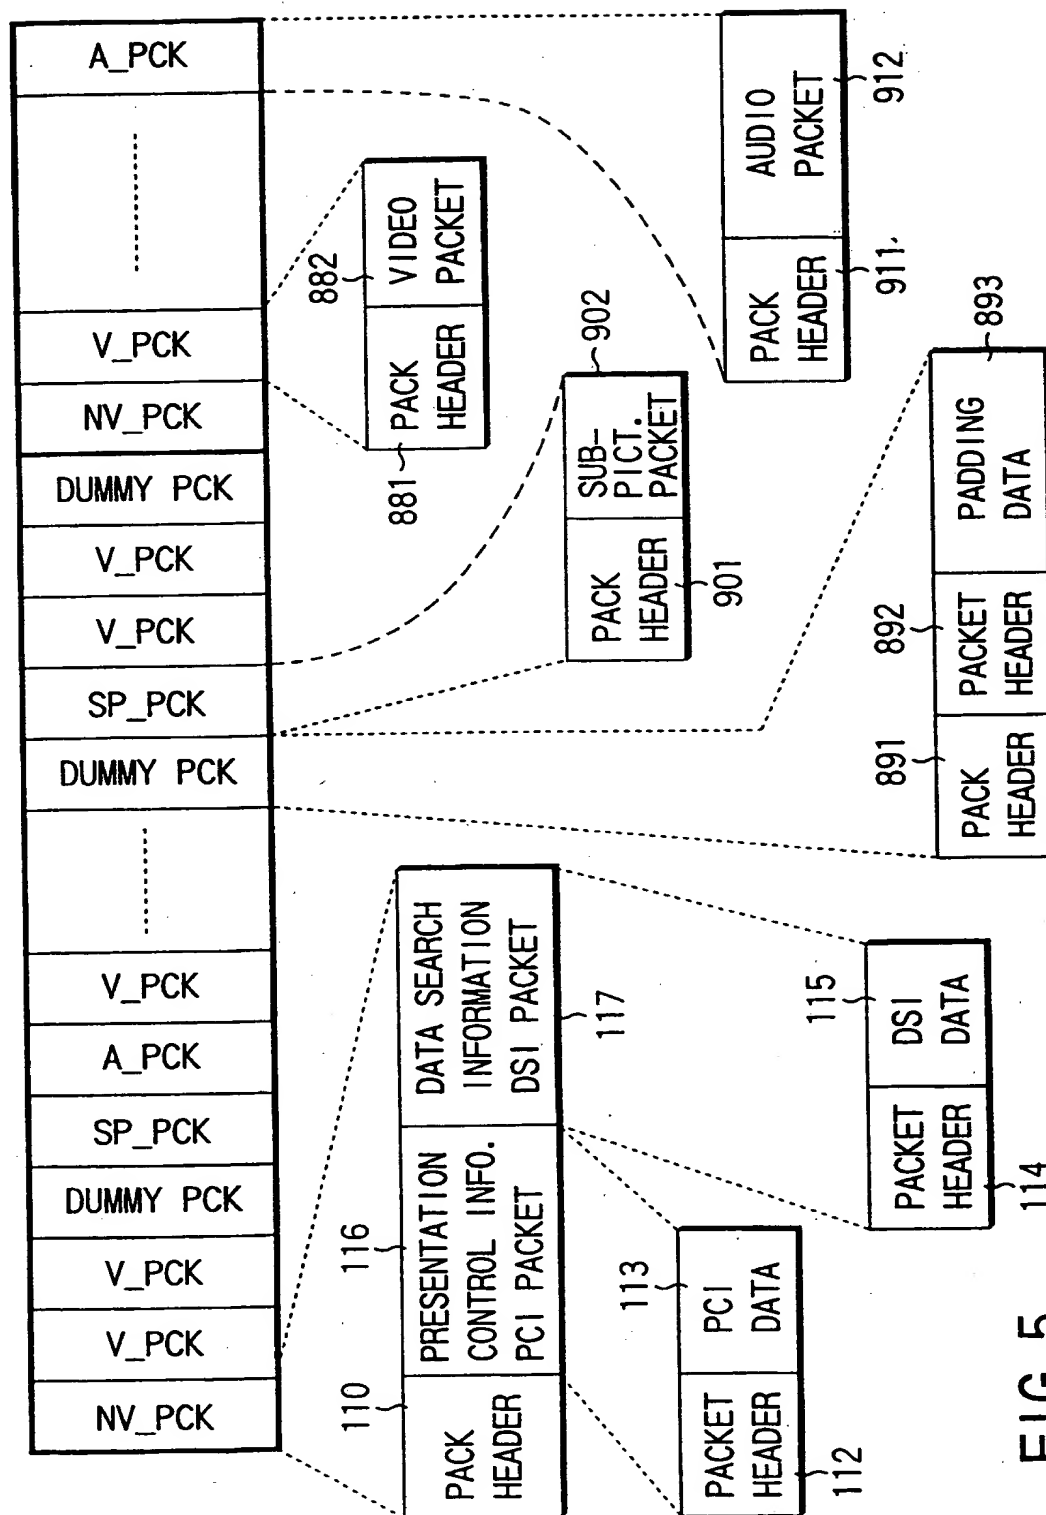 NV_PCK
V_PCK
V_PCK
DUMMY PCK
SP_PCK
A_PCK
V_PCK
DUMMY PCK
SP_PCK
V_PCK
V_PCK
DUMMY PCK
NV_PCK
V_PCK
A_PCK
110
116
PACK
HEADER
PRESENTATION
CONTROL INFO.
PCI PACKET
DATA SEARCH
INFORMATION
DSI PACKET
117
881
882
PACK
HEADER
VIDEO
PACKET
PACK
HEADER
SUB-
PICT.
PACKET
901
902
113
PACKET
HEADER
PCI
DATA
112
PACK
HEADER
AUDIO
PACKET
911
912
115
PACKET
HEADER
DSI
DATA
114
891
892
893
PACK
HEADER
PACKET
HEADER
PADDING
DATA
FIG. 5